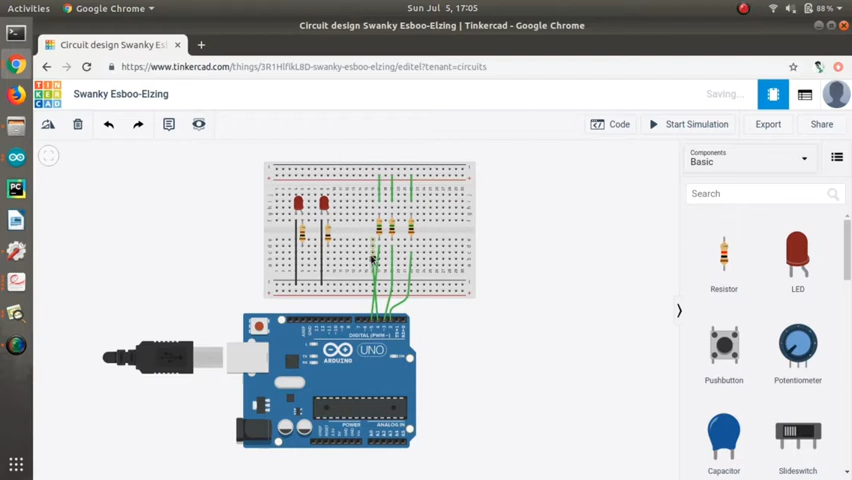 Activities
Google Chrome
Sun Jul 5, 17:05
88%
Circuit design Swanky Esboo-Elzing | Tinkercad - Google Chrome
Circuit design Swanky Esb
https://www.tinkercad.com/things/3R1HlflkL8D-swanky-esboo-elzing/editel?tenant=circuits
TIN
KER
CAD
Swanky Esboo-Elzing
Saving...
Code
Start Simulation
Export
Share
Components
Basic
Search
Resistor
LED
Pushbutton
Potentiometer
Capacitor
Slideswitch
DIGITAL (PWM~)
UNO
ARDUINO
POWER
ANALOG IN